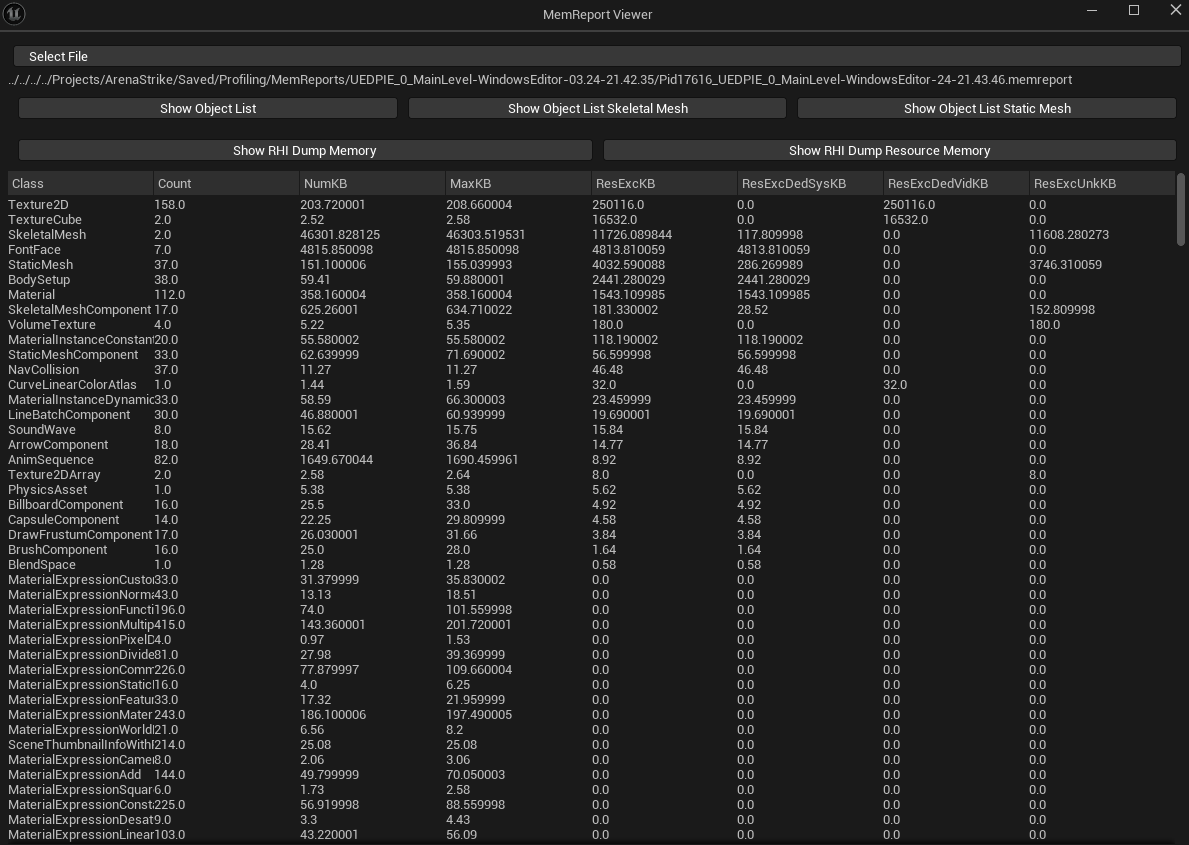 MemReport Viewer
Select File
../../../../Projects/ArenaStrike/Saved/Profiling/MemReports/UEDPIE_0_MainLevel-WindowsEditor-03.24-21.42.35/Pid17616_UEDPIE_0_MainLevel-WindowsEditor-24-21.43.46.memreport
Show Object List Show Object List Skeletal Mesh Show Object List Static Mesh
Show RHI Dump Memory Show RHI Dump Resource Memory
Class Count NumKB MaxKB ResExcKB ResExcDedSysKB ResExcDedVidKB ResExcUnkKB
Texture2D 158.0 203.720001 208.660004 250116.0 0.0 250116.0 0.0
TextureCube 2.0 2.52 2.58 16532.0 0.0 16532.0 0.0
SkeletalMesh 2.0 46301.828125 46303.519531 11726.089844 117.809998 0.0 11608.280273
FontFace 7.0 4815.850098 4815.850098 4813.810059 4813.810059 0.0 0.0
StaticMesh 37.0 151.100006 155.039993 4032.590088 286.269989 0.0 3746.310059
BodySetup 38.0 59.41 59.880001 2441.280029 2441.280029 0.0 0.0
Material 112.0 358.160004 358.160004 1543.109985 1543.109985 0.0 0.0
SkeletalMeshComponent 17.0 625.26001 634.710022 181.330002 28.52 0.0 152.809998
VolumeTexture 4.0 5.22 5.35 180.0 0.0 0.0 180.0
MaterialInstanceConstant 20.0 55.580002 55.580002 118.190002 118.190002 0.0 0.0
StaticMeshComponent 33.0 62.639999 71.690002 56.599998 56.599998 0.0 0.0
NavCollision 37.0 11.27 11.27 46.48 46.48 0.0 0.0
CurveLinearColorAtlas 1.0 1.44 1.59 32.0 0.0 32.0 0.0
MaterialInstanceDynamic 33.0 58.59 66.300003 23.459999 23.459999 0.0 0.0
LineBatchComponent 30.0 46.880001 60.939999 19.690001 19.690001 0.0 0.0
SoundWave 8.0 15.62 15.75 15.84 15.84 0.0 0.0
ArrowComponent 18.0 28.41 36.84 14.77 14.77 0.0 0.0
AnimSequence 82.0 1649.670044 1690.459961 8.92 8.92 0.0 0.0
Texture2DArray 2.0 2.58 2.64 8.0 0.0 0.0 8.0
PhysicsAsset 1.0 5.38 5.38 5.62 5.62 0.0 0.0
BillboardComponent 16.0 25.5 33.0 4.92 4.92 0.0 0.0
CapsuleComponent 14.0 22.25 29.809999 4.58 4.58 0.0 0.0
DrawFrustumComponent 17.0 26.030001 31.66 3.84 3.84 0.0 0.0
BrushComponent 16.0 25.0 28.0 1.64 1.64 0.0 0.0
BlendSpace 1.0 1.28 1.28 0.58 0.58 0.0 0.0
MaterialExpressionCusto 33.0 31.379999 35.830002 0.0 0.0 0.0 0.0
MaterialExpressionNorma 43.0 13.13 18.51 0.0 0.0 0.0 0.0
MaterialExpressionFuncti 196.0 74.0 101.559998 0.0 0.0 0.0 0.0
MaterialExpressionMultip 415.0 143.360001 201.720001 0.0 0.0 0.0 0.0
MaterialExpressionPixelD 4.0 0.97 1.53 0.0 0.0 0.0 0.0
MaterialExpressionDivide 81.0 27.98 39.369999 0.0 0.0 0.0 0.0
MaterialExpressionComm 226.0 77.879997 109.660004 0.0 0.0 0.0 0.0
MaterialExpressionStatic 16.0 4.0 6.25 0.0 0.0 0.0 0.0
MaterialExpressionFeatur 33.0 17.32 21.959999 0.0 0.0 0.0 0.0
MaterialExpressionMater 243.0 186.100006 197.490005 0.0 0.0 0.0 0.0
MaterialExpressionWorld 21.0 6.56 8.2 0.0 0.0 0.0 0.0
SceneThumbnailInfoWith 214.0 25.08 25.08 0.0 0.0 0.0 0.0
MaterialExpressionCamer 8.0 2.06 3.06 0.0 0.0 0.0 0.0
MaterialExpressionAdd 144.0 49.799999 70.050003 0.0 0.0 0.0 0.0
MaterialExpressionSquar 6.0 1.73 2.58 0.0 0.0 0.0 0.0
MaterialExpressionConst 225.0 56.919998 88.559998 0.0 0.0 0.0 0.0
MaterialExpressionDesat 9.0 3.3 4.43 0.0 0.0 0.0 0.0
MaterialExpressionLinear 103.0 43.220001 56.09 0.0 0.0 0.0 0.0